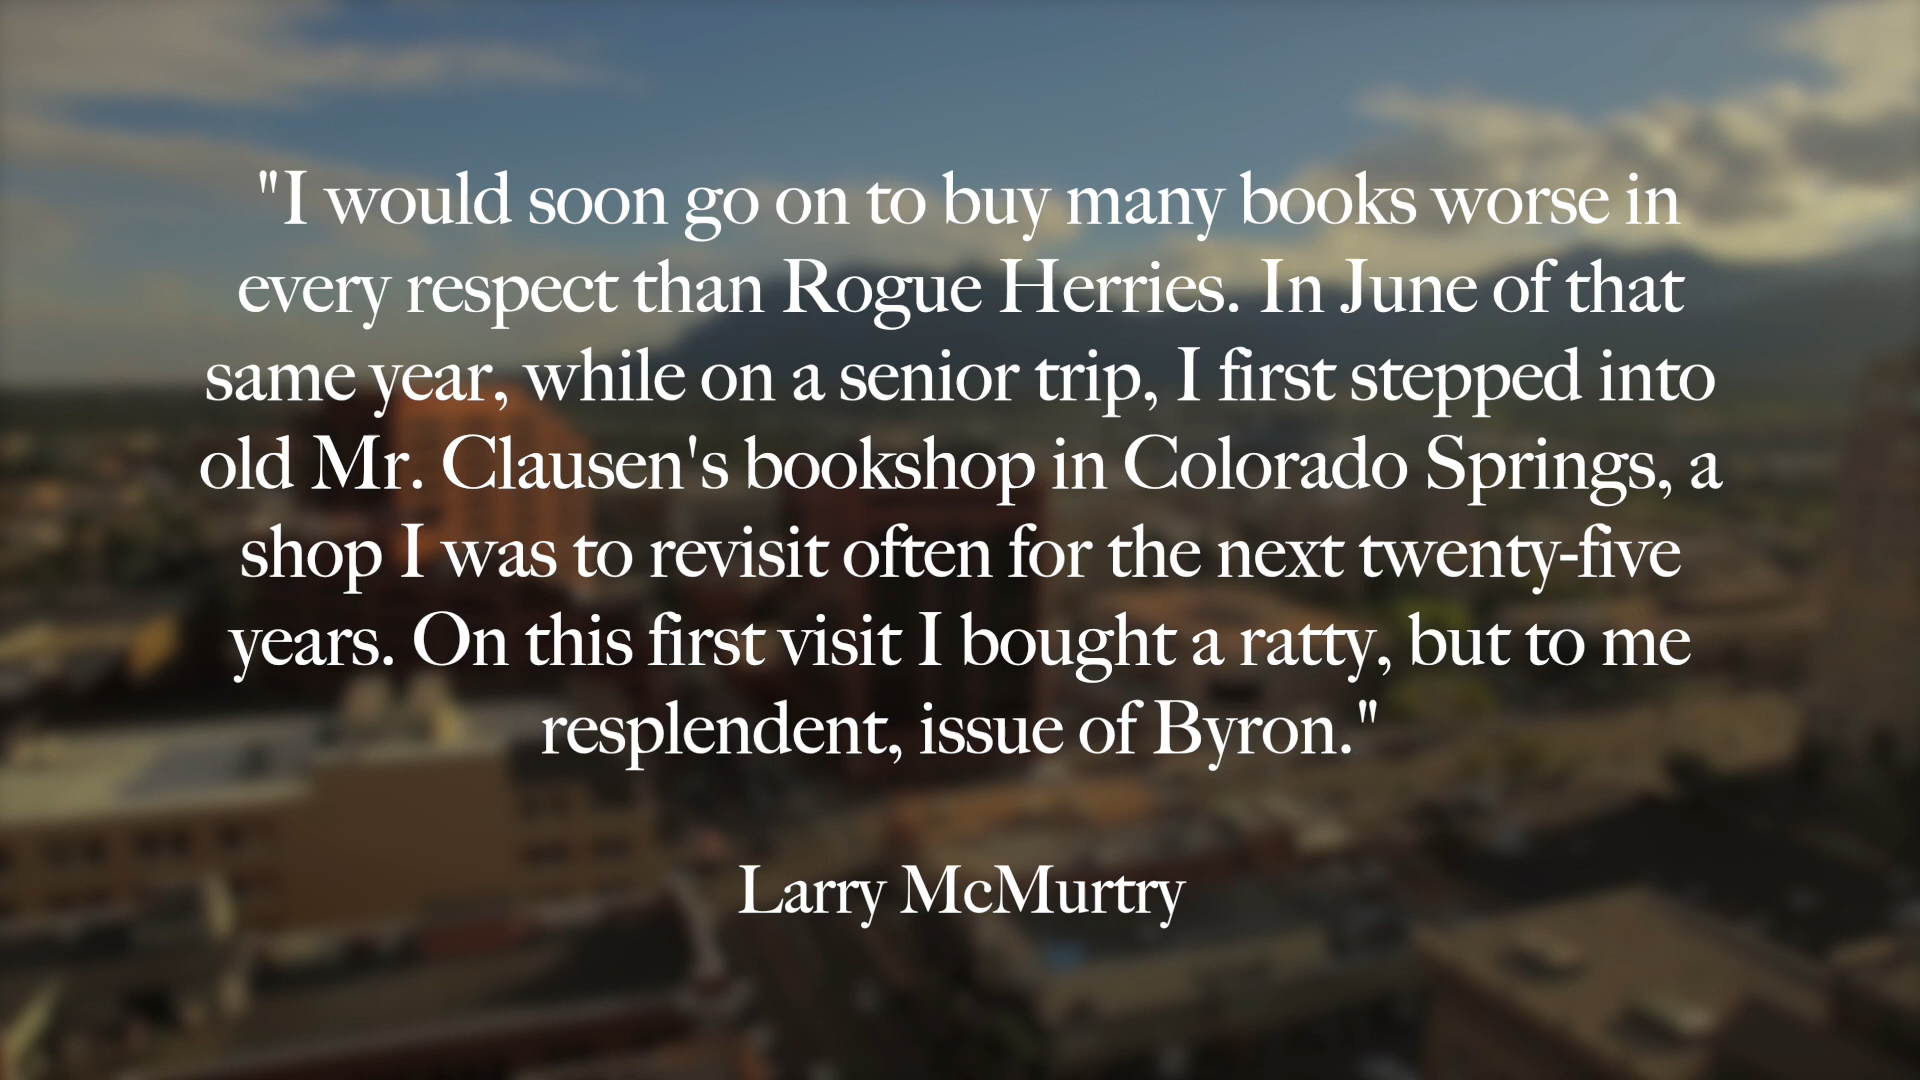 "I would soon go on to buy many books worse in
every respect than Rogue Herries. In June of that
same year, while on a senior trip, I first stepped into
old Mr. Clausen's bookshop in Colorado Springs, a
shop I was to revisit often for the next twenty-five
years. On this first visit I bought a ratty, but to me
resplendent, issue of Byron."
Larry McMurtry